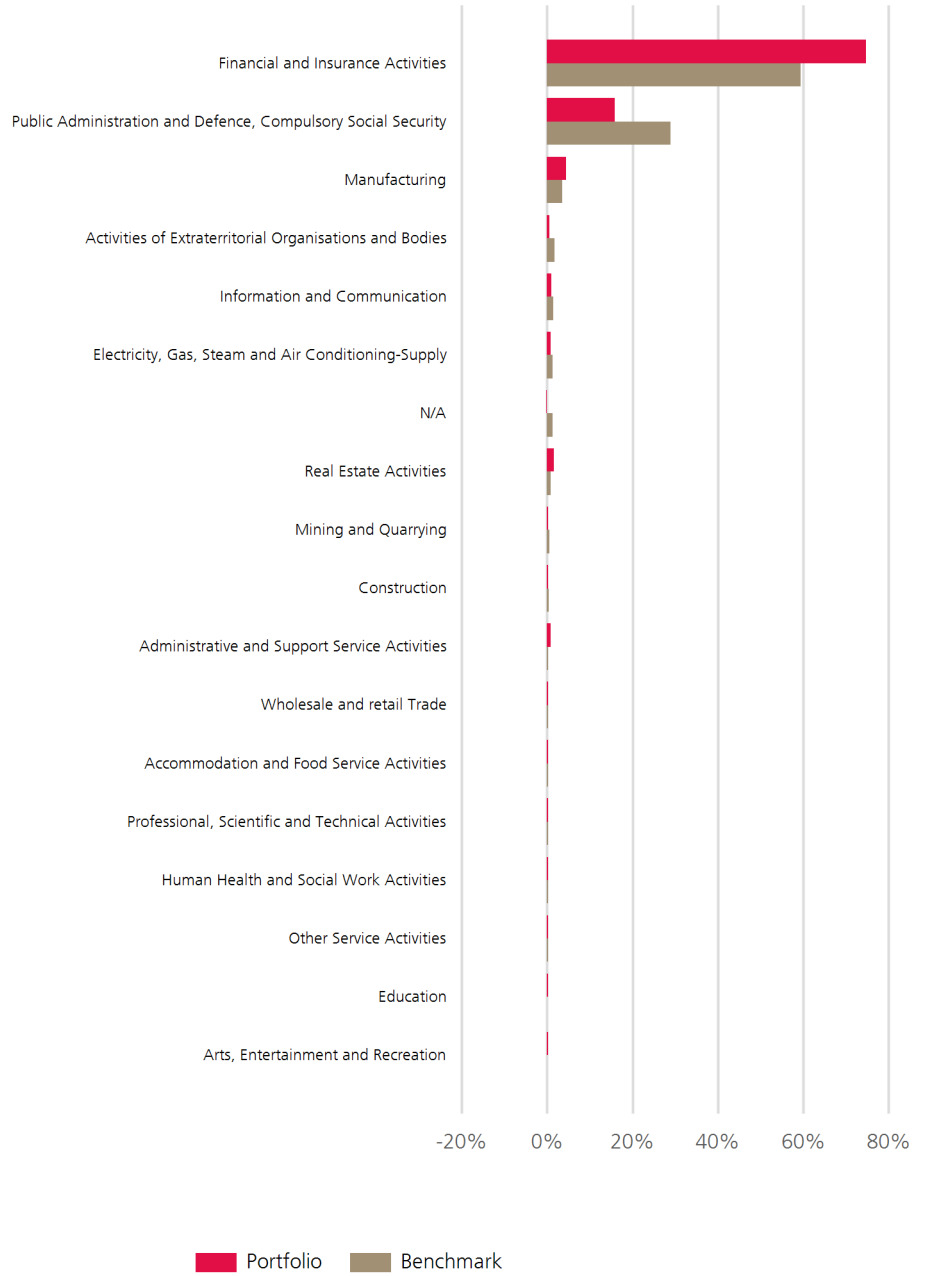 Financial and Insurance Activities
Public Administration and Defence, Compulsory Social Security
Manufacturing
Activities of Extraterritorial Organisations and Bodies
Information and Communication
Electricity, Gas, Steam and Air Conditioning-Supply
N/A
Real Estate Activities
Mining and Quarrying
Construction
Administrative and Support Service Activities
Wholesale and retail Trade
Accommodation and Food Service Activities
Professional, Scientific and Technical Activities
Human Health and Social Work Activities
Other Service Activities
Education
Arts, Entertainment and Recreation
-20% 0% 20% 40% 60% 80%
Portfolio Benchmark